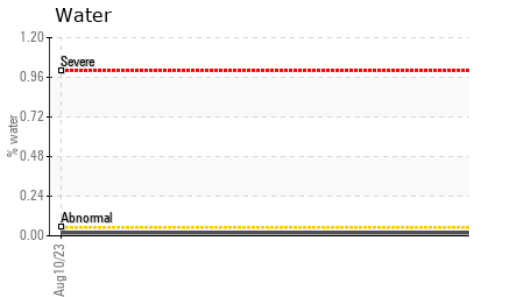 Water
1.20
Severe
0.96
0.72
% water
0.48
0.24
Abnormal
0.00
Aug10/23